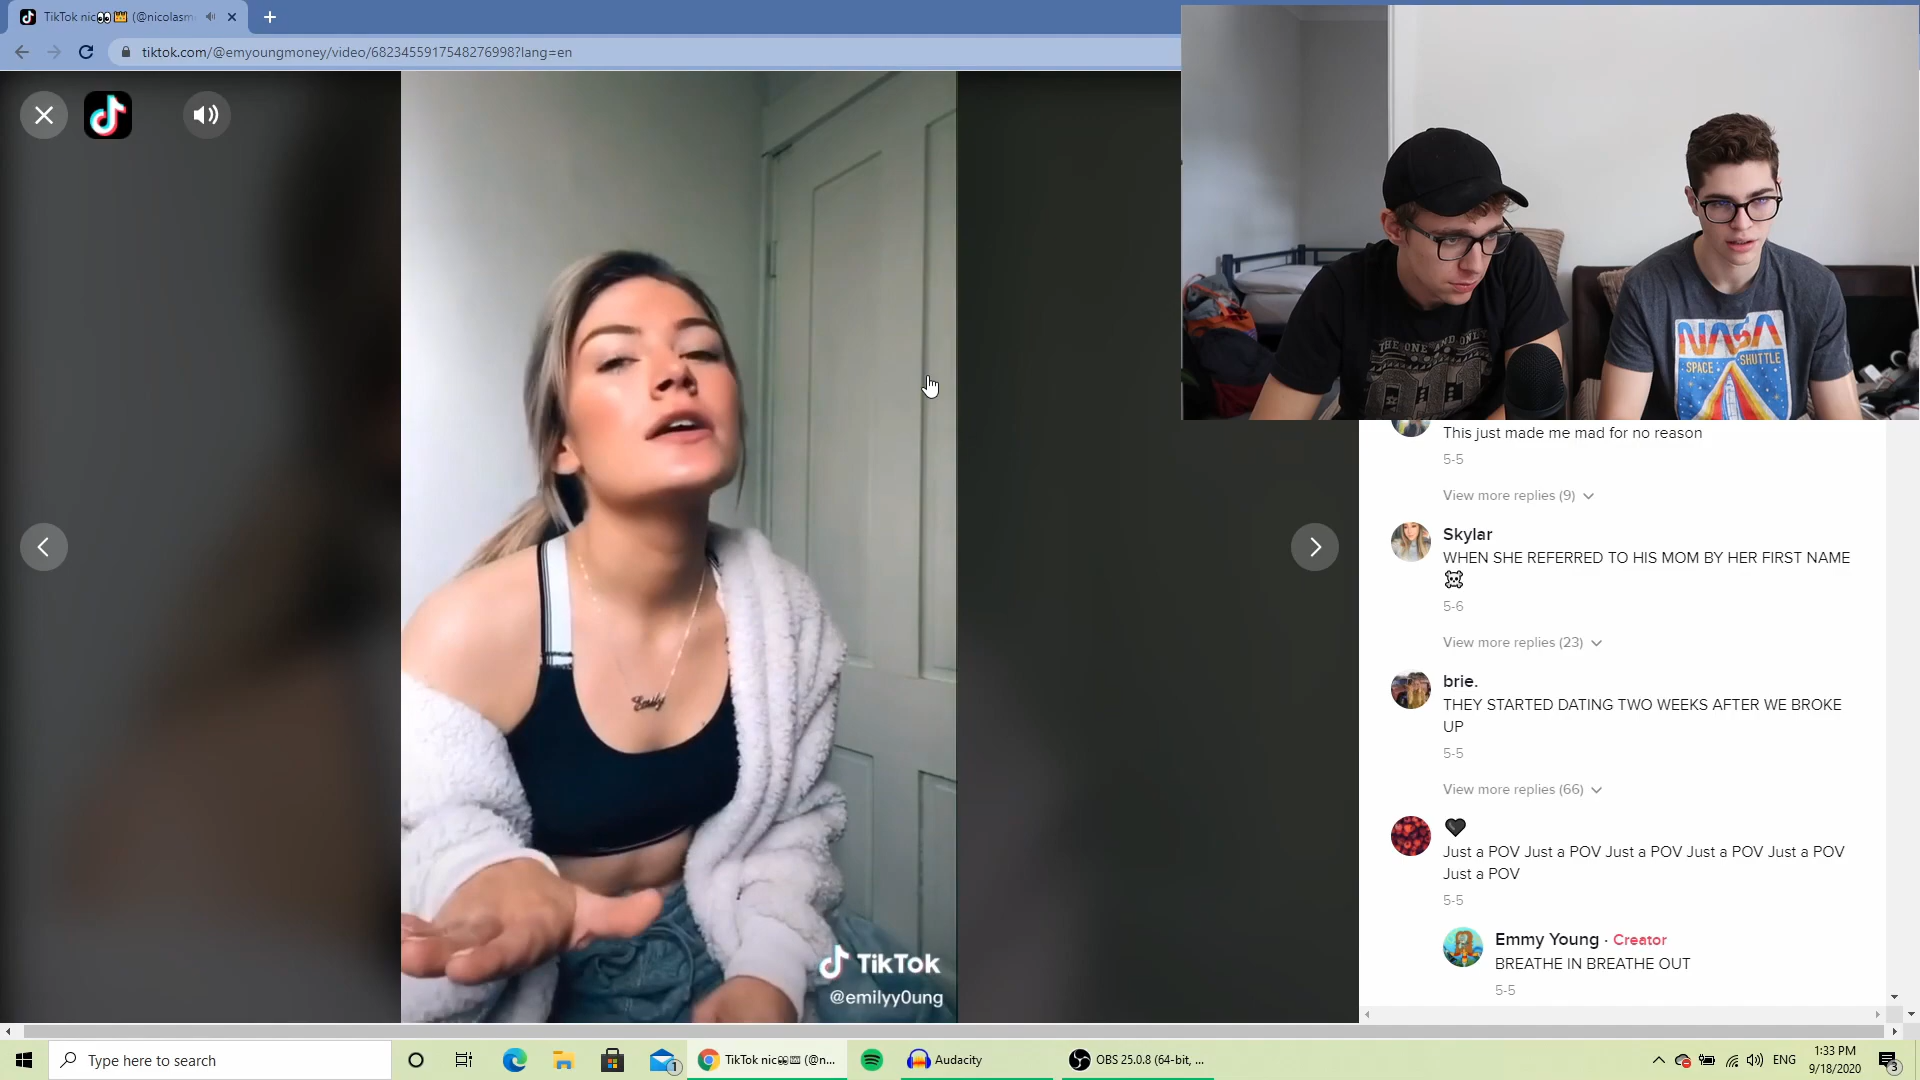 TikTok nic👀👑 (@nicolasm
tiktok.com/@emyoungmoney/video/6823455917548276998?lang=en
THE ONE AND ONLY
NASA
SPACE SHUTTLE
Emily
TikTok
@emilyy0ung
This just made me mad for no reason
5-5
View more replies (9)
Skylar
WHEN SHE REFERRED TO HIS MOM BY HER FIRST NAME
☠
5-6
View more replies (23)
brie.
THEY STARTED DATING TWO WEEKS AFTER WE BROKE
UP
5-5
View more replies (66)
🖤
Just a POV Just a POV Just a POV Just a POV Just a POV
Just a POV
5-5
Emmy Young · Creator
BREATHE IN BREATHE OUT
5-5
Type here to search
1
TikTok nic👀👑 (@n...
Audacity
OBS 25.0.8 (64-bit, ...
ENG
1:33 PM
9/18/2020
3